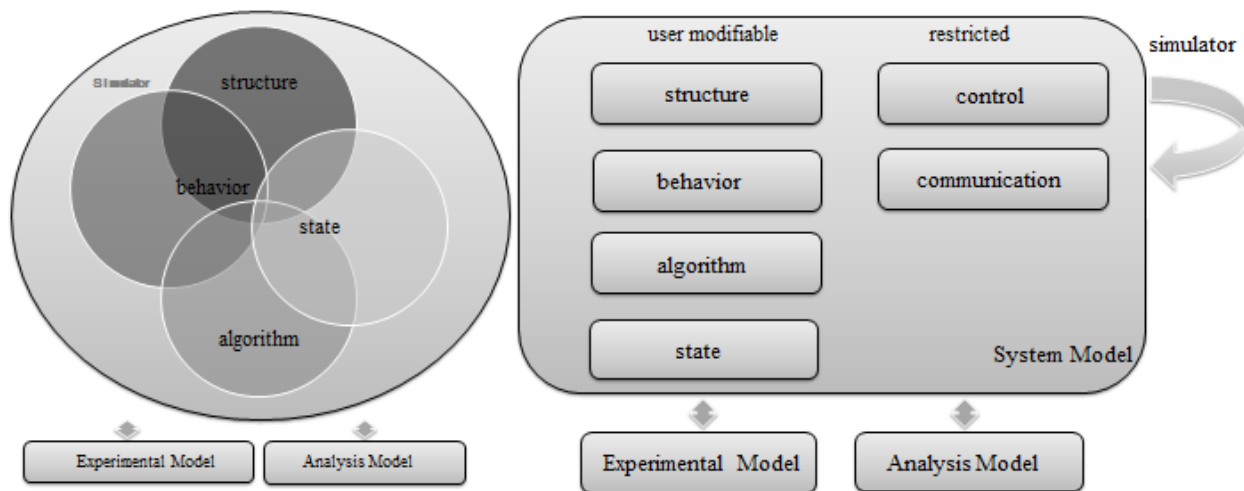 Simulator
structure
behavior
state
algorithm
Experimental Model
Analysis Model
user modifiable
restricted
simulator
structure
control
behavior
communication
algorithm
state
System Model
Experimental Model
Analysis Model